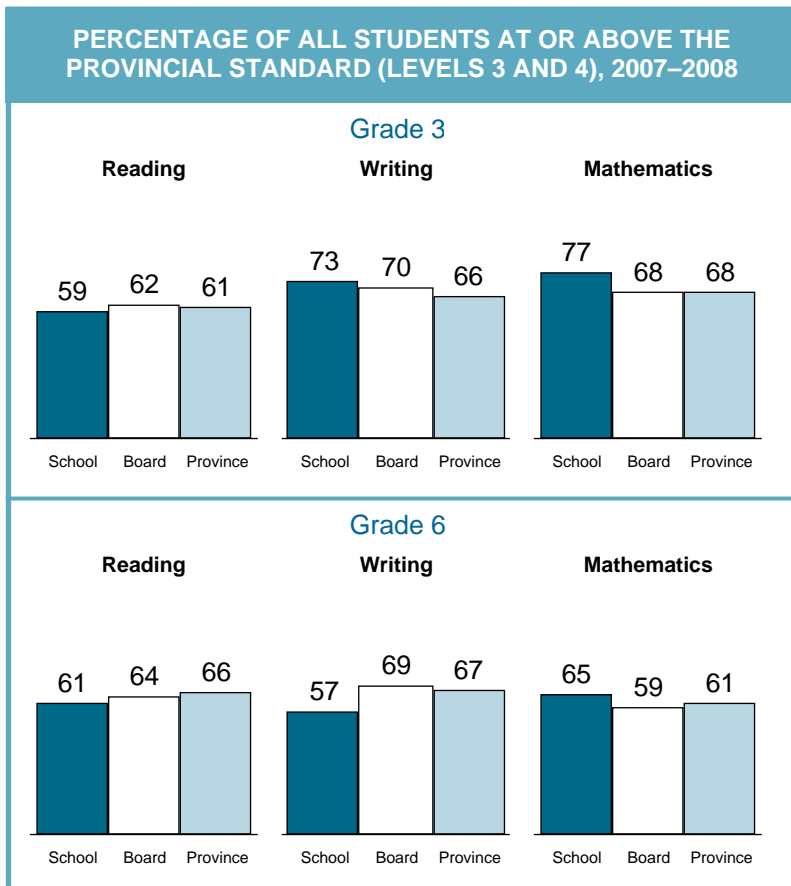 PERCENTAGE OF ALL STUDENTS AT OR ABOVE THE
PROVINCIAL STANDARD (LEVELS 3 AND 4), 2007–2008
Grade 3
Reading Writing Mathematics
59 62 61 73 70 66 77 68 68
School Board Province School Board Province School Board Province
Grade 6
Reading Writing Mathematics
61 64 66 57 69 67 65 59 61
School Board Province School Board Province School Board Province